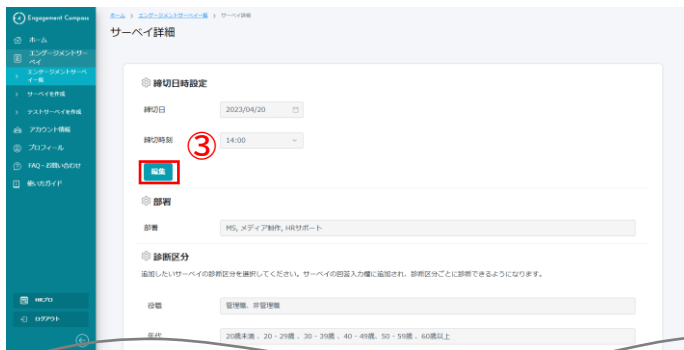 Engagement Compass
ホーム
エンゲージメントサーベイ
エンゲージメントサーベイ一覧
サーベイを作成
テストサーベイを作成
アカウント情報
プロフィール
FAQ・お問い合わせ
使い方ガイド
HRプロ
ログアウト
ホーム > エンゲージメントサーベイ一覧 > サーベイ詳細
サーベイ詳細
締切日時設定
締切日 2023/04/20
締切時刻 14:00
③
編集
部署
部署 MS, メディア制作, HRサポート
診断区分
追加したいサーベイの診断区分を選択してください。サーベイの回答入力欄に追加され、診断区分ごとに診断できるようになります。
役職 管理職、非管理職
年代 20歳未満 、20 - 29歳 、30 - 39歳 、40 - 49歳、50 - 59歳 、60歳以上